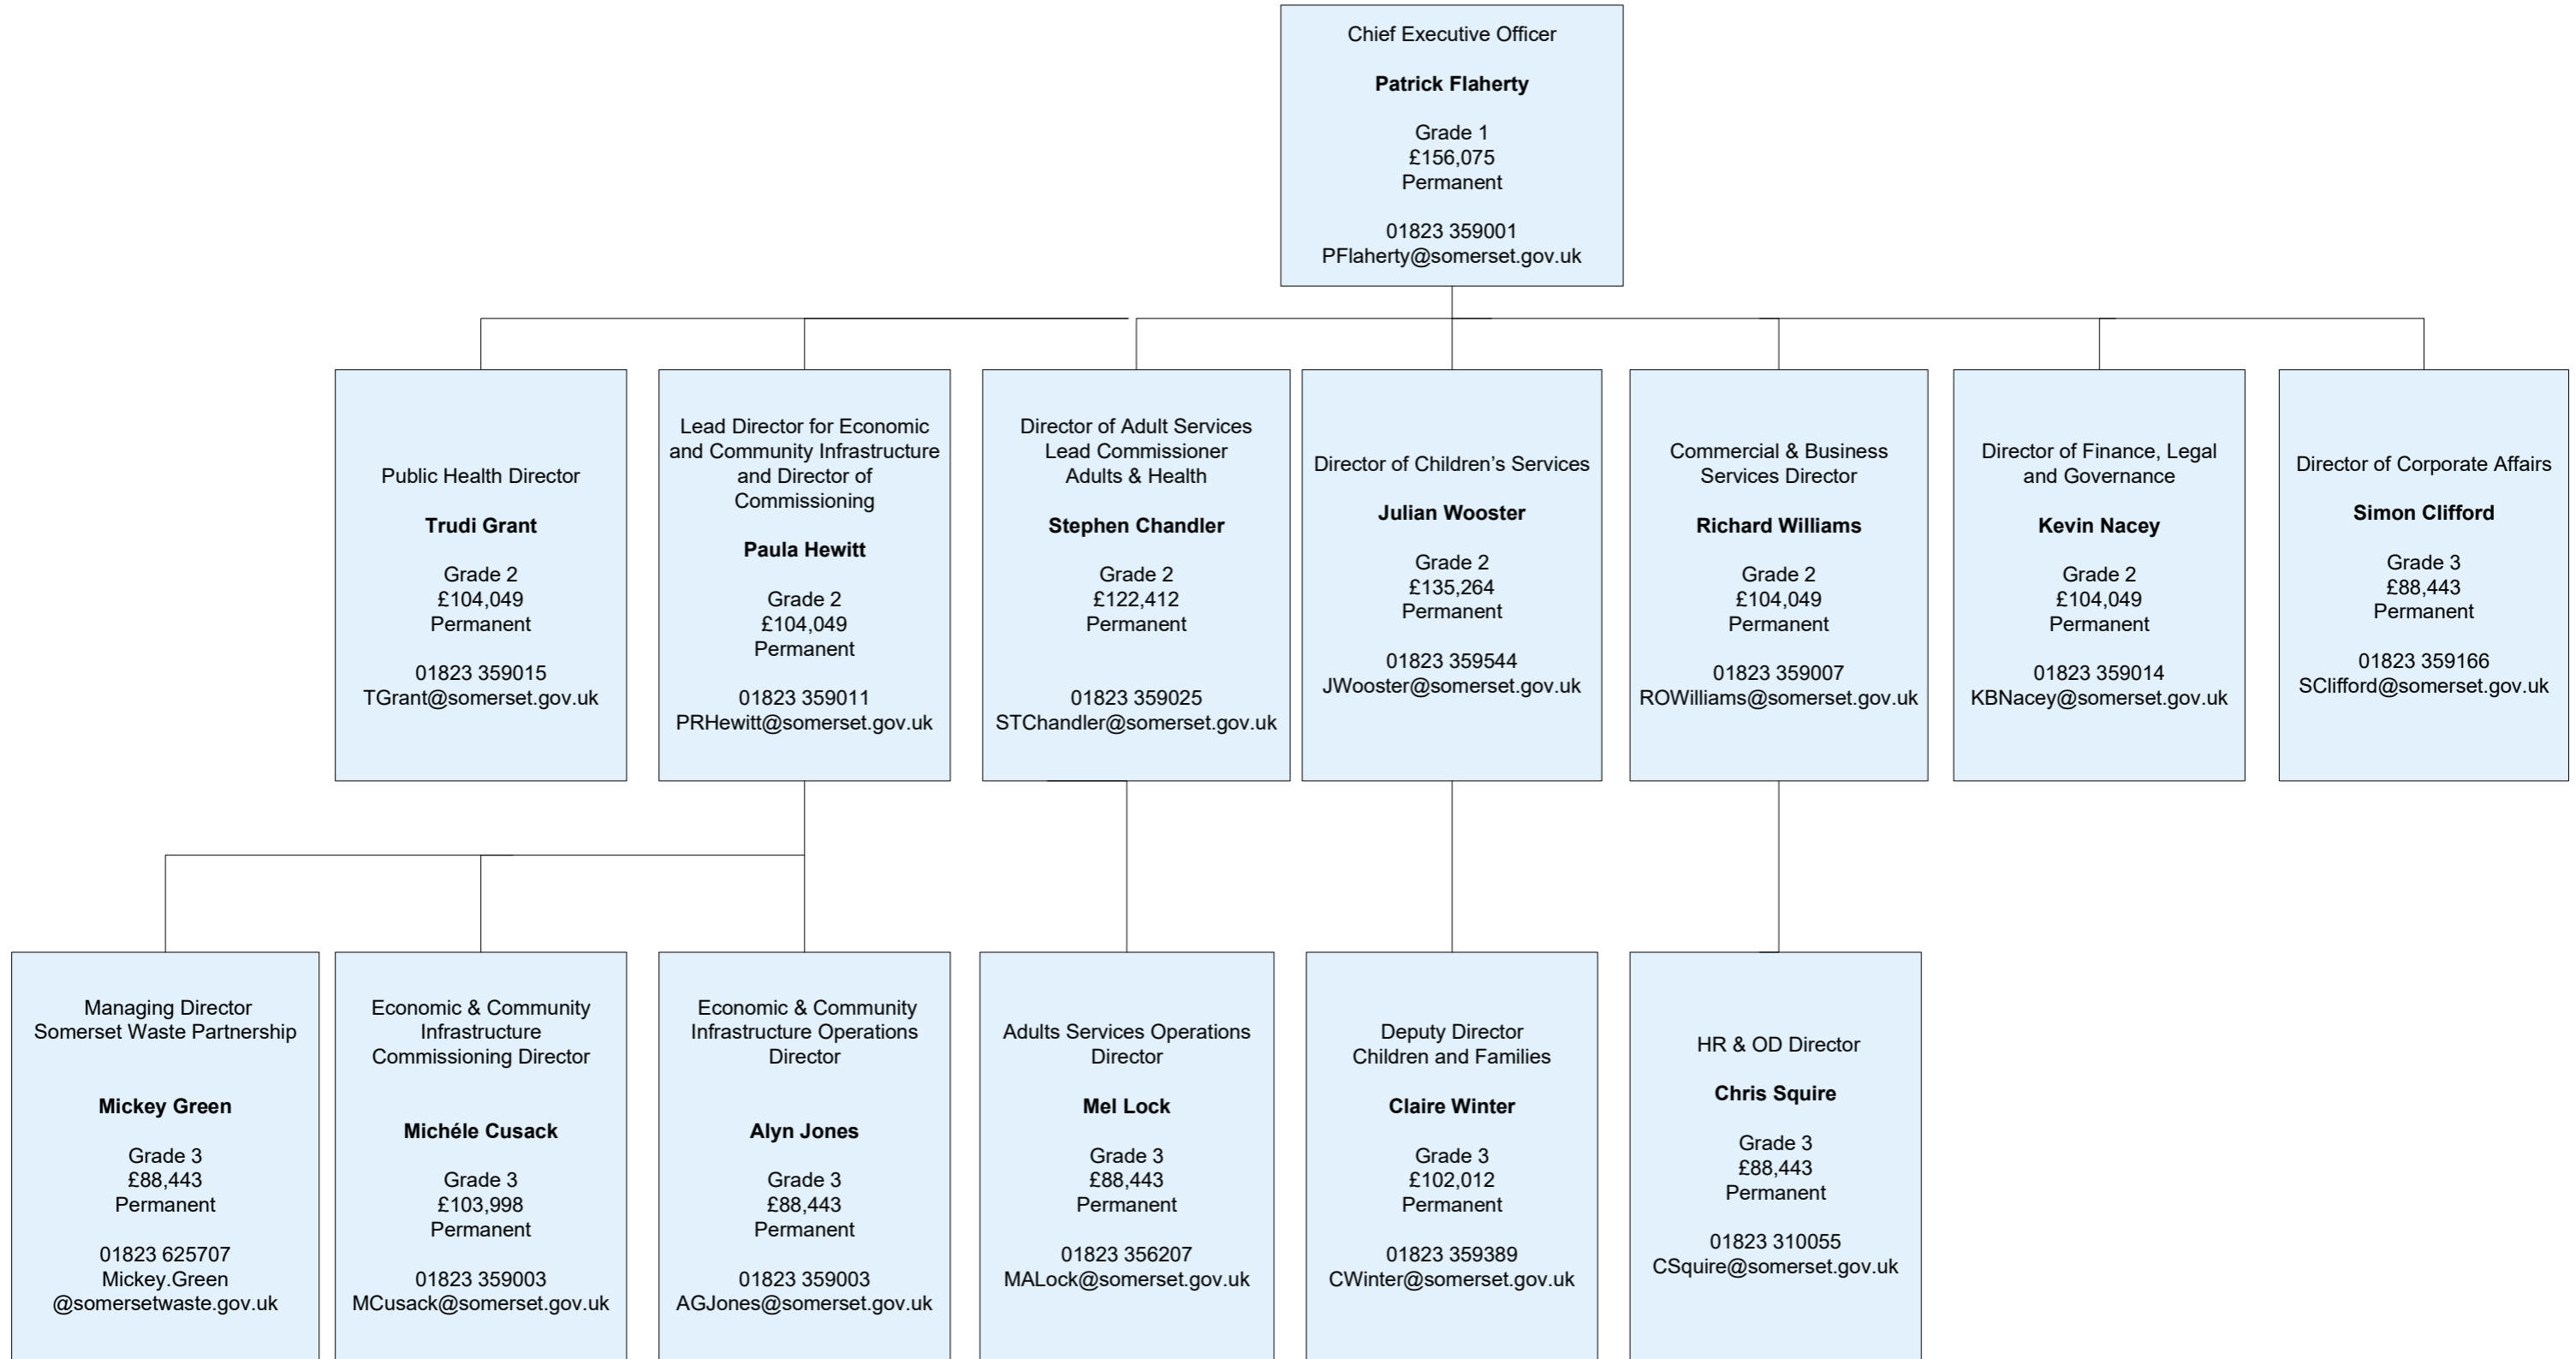 Chief Executive Officer
Patrick Flaherty
Grade 1
£156,075
Permanent
01823 359001
PFlaherty@somerset.gov.uk
Public Health Director
Trudi Grant
Grade 2
£104,049
Permanent
01823 359015
TGrant@somerset.gov.uk
Lead Director for Economic
and Community Infrastructure
and Director of
Commissioning
Paula Hewitt
Grade 2
£104,049
Permanent
01823 359011
PRHewitt@somerset.gov.uk
Director of Adult Services
Lead Commissioner
Adults & Health
Stephen Chandler
Grade 2
£122,412
Permanent
01823 359025
STChandler@somerset.gov.uk
Director of Children’s Services
Julian Wooster
Grade 2
£135,264
Permanent
01823 359544
JWooster@somerset.gov.uk
Commercial & Business
Services Director
Richard Williams
Grade 2
£104,049
Permanent
01823 359007
ROWilliams@somerset.gov.uk
Director of Finance, Legal
and Governance
Kevin Nacey
Grade 2
£104,049
Permanent
01823 359014
KBNacey@somerset.gov.uk
Director of Corporate Affairs
Simon Clifford
Grade 3
£88,443
Permanent
01823 359166
SClifford@somerset.gov.uk
Managing Director
Somerset Waste Partnership
Mickey Green
Grade 3
£88,443
Permanent
01823 625707
Mickey.Green
@somersetwaste.gov.uk
Economic & Community
Infrastructure
Commissioning Director
Michéle Cusack
Grade 3
£103,998
Permanent
01823 359003
MCusack@somerset.gov.uk
Economic & Community
Infrastructure Operations
Director
Alyn Jones
Grade 3
£88,443
Permanent
01823 359003
AGJones@somerset.gov.uk
Adults Services Operations
Director
Mel Lock
Grade 3
£88,443
Permanent
01823 356207
MALock@somerset.gov.uk
Deputy Director
Children and Families
Claire Winter
Grade 3
£102,012
Permanent
01823 359389
CWinter@somerset.gov.uk
HR & OD Director
Chris Squire
Grade 3
£88,443
Permanent
01823 310055
CSquire@somerset.gov.uk